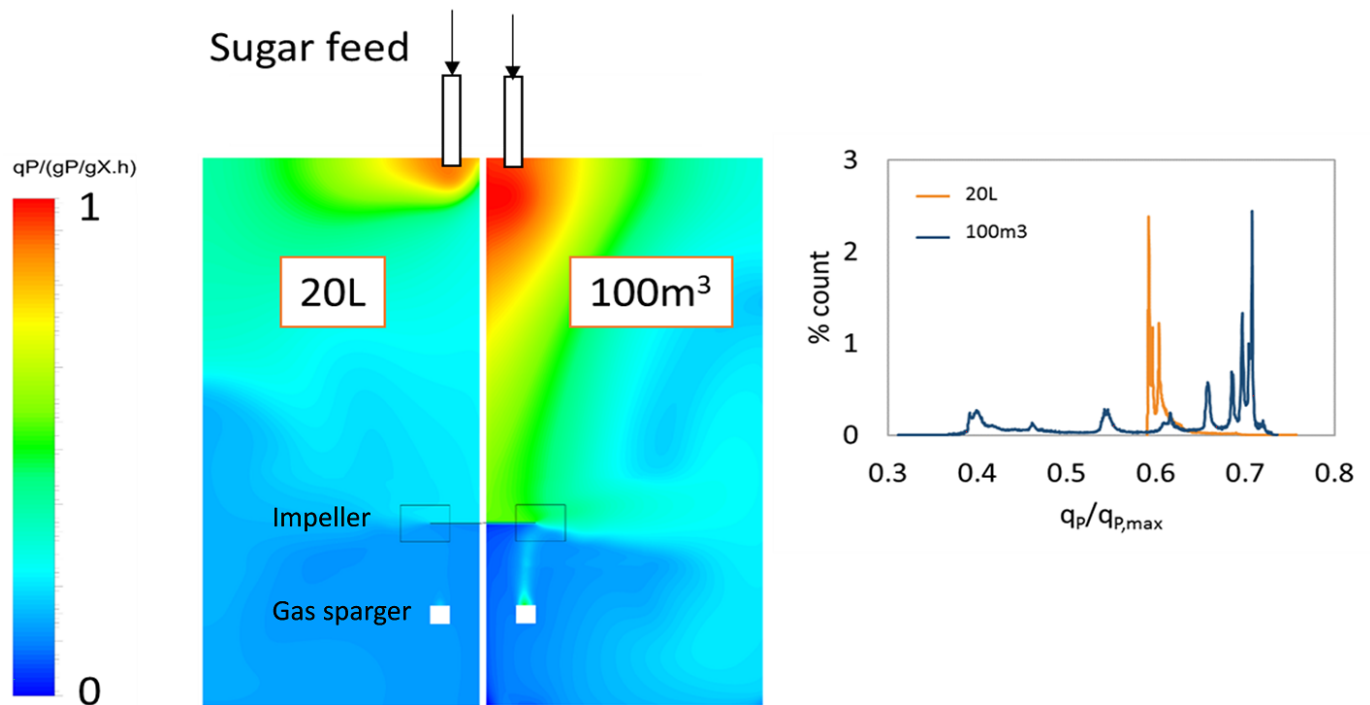 Sugar feed
qP/(gP/gX.h)
1
0
20L
100m³
Impeller
Gas sparger
3
2
1
0
% count
20L
100m3
0.3 0.4 0.5 0.6 0.7 0.8
qP/qP,max